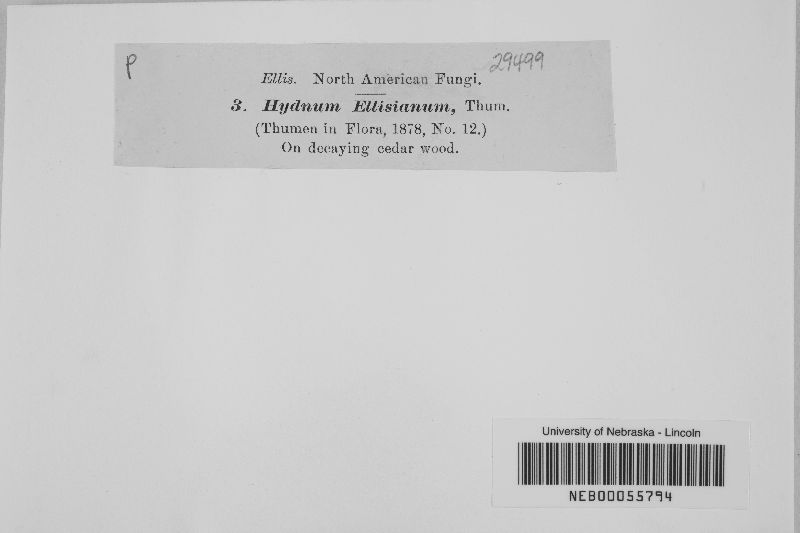 P
29499
Ellis. North American Fungi.
3. Hydnum Ellisianum, Thum.
(Thumen in Flora, 1878, No. 12.)
On decaying cedar wood.
University of Nebraska - Lincoln
NEB00055794